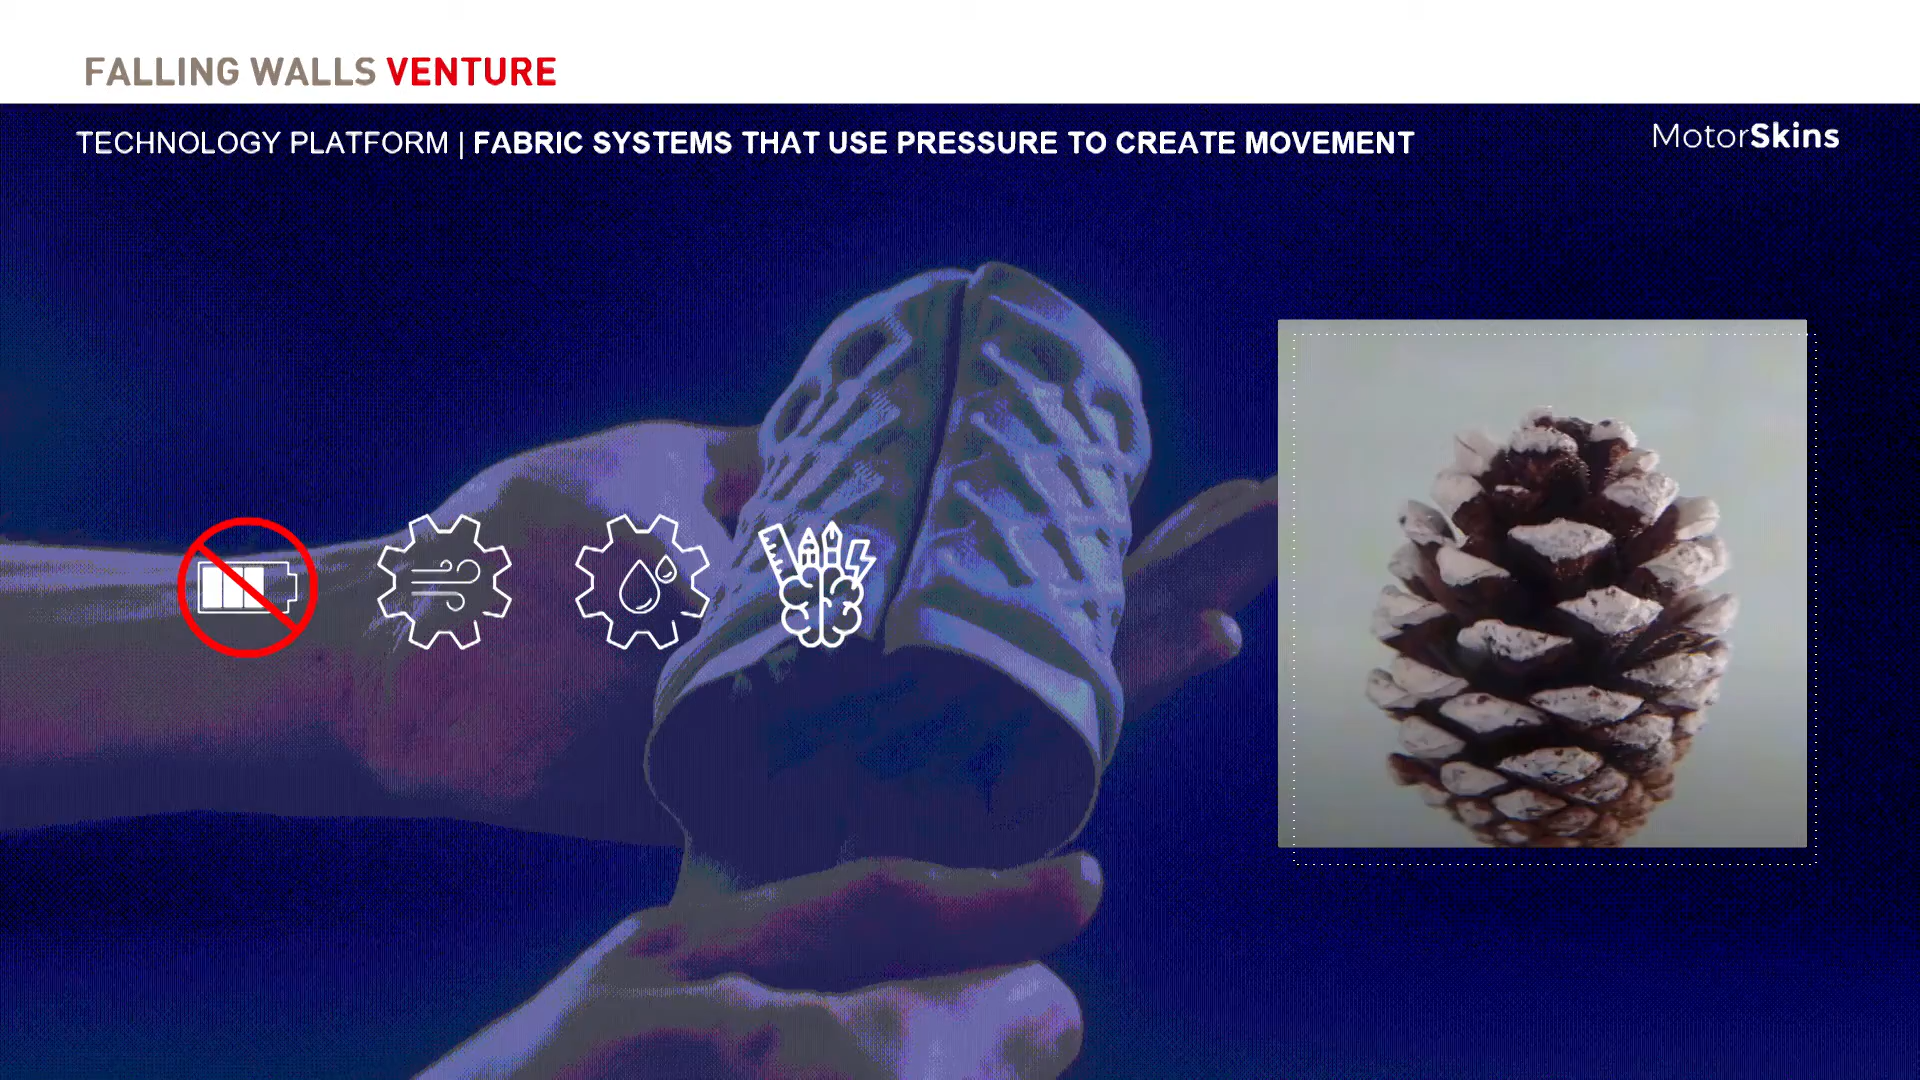 FALLING WALLS VENTURE
TECHNOLOGY PLATFORM | FABRIC SYSTEMS THAT USE PRESSURE TO CREATE MOVEMENT
MotorSkins